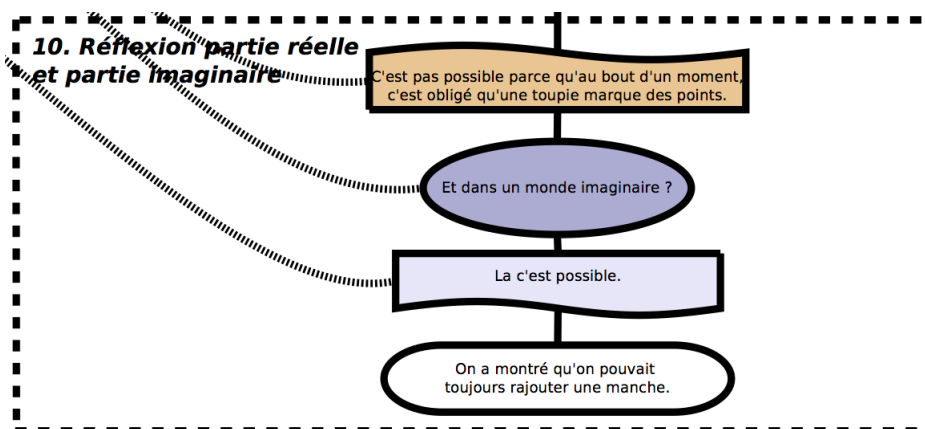 10. Réflexion partie réelle
et partie imaginaire
C'est pas possible parce qu'au bout d'un moment,
c'est obligé qu'une toupie marque des points.
Et dans un monde imaginaire ?
La c'est possible.
On a montré qu'on pouvait
toujours rajouter une manche.